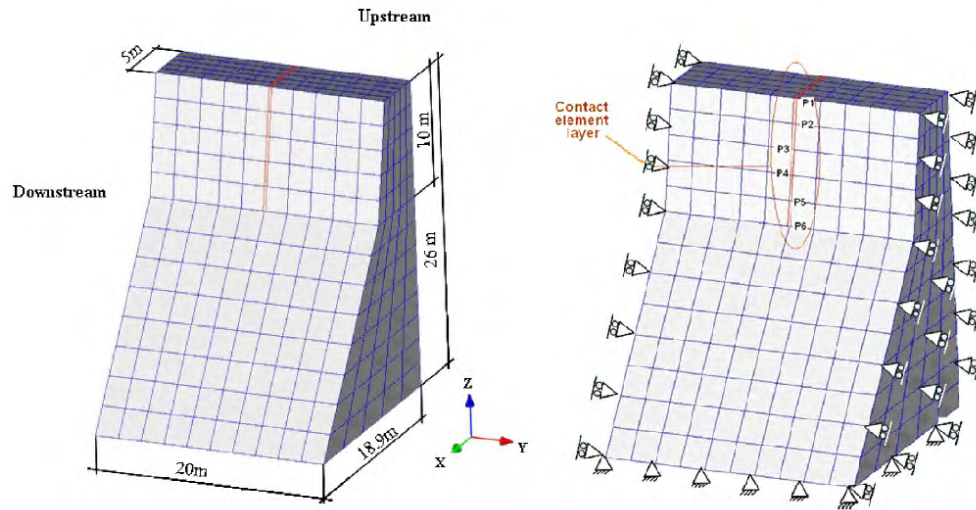 Upstream
5m
10 m
Downstream
26 m
20m
18.9m
Z
X
Y
Contact
element
layer
P1
P2
P3
P4
P5
P6